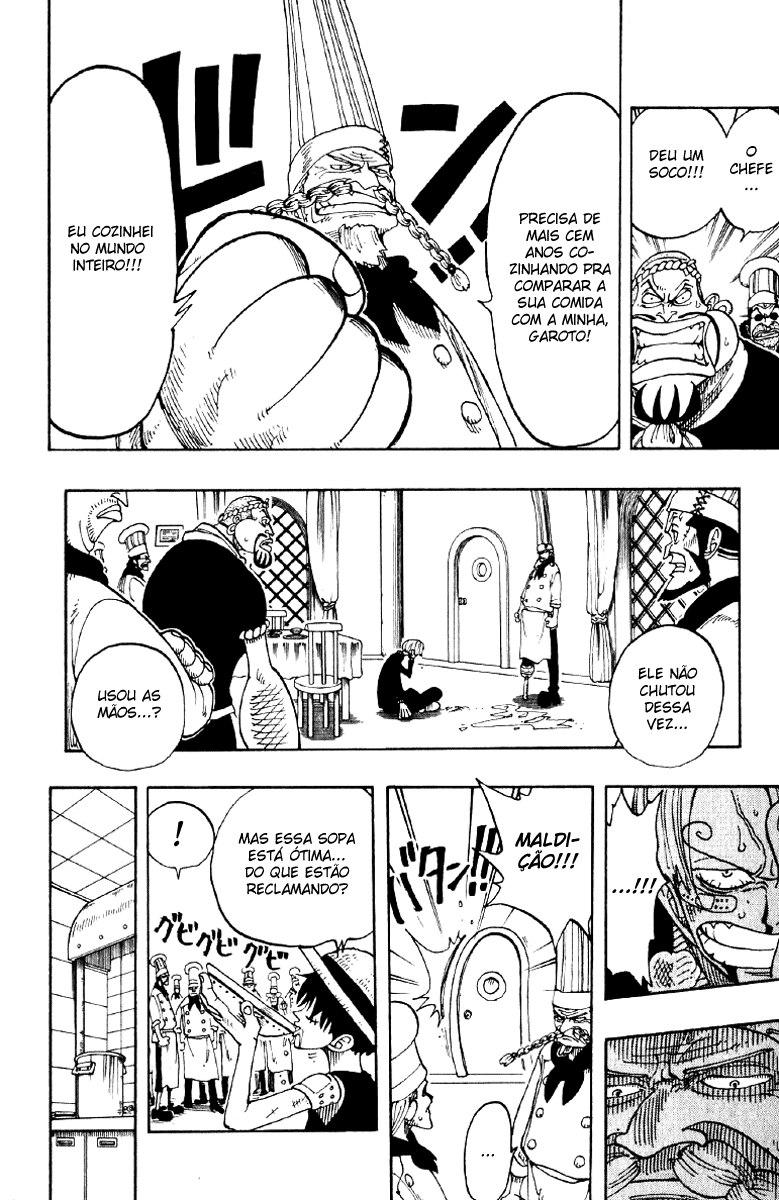 O
CHEFE
...
DEU UM
SOCO!!!
ドン
PRECISA DE
MAIS CEM
ANOS CO-
ZINHANDO PRA
COMPARAR A
SUA COMIDA
COM A MINHA,
GAROTO!
EU COZINHEI
NO MUNDO
INTEIRO!!!
ELE NÃO
CHUTOU
DESSA
VEZ...
USOU AS
MÃOS...?
...!!!
MALDI-
ÇÃO!!!
バタン!!
...
MAS ESSA SOPA
ESTÁ ÓTIMA...
DO QUE ESTÃO
RECLAMANDO?
!
グビグビグビ